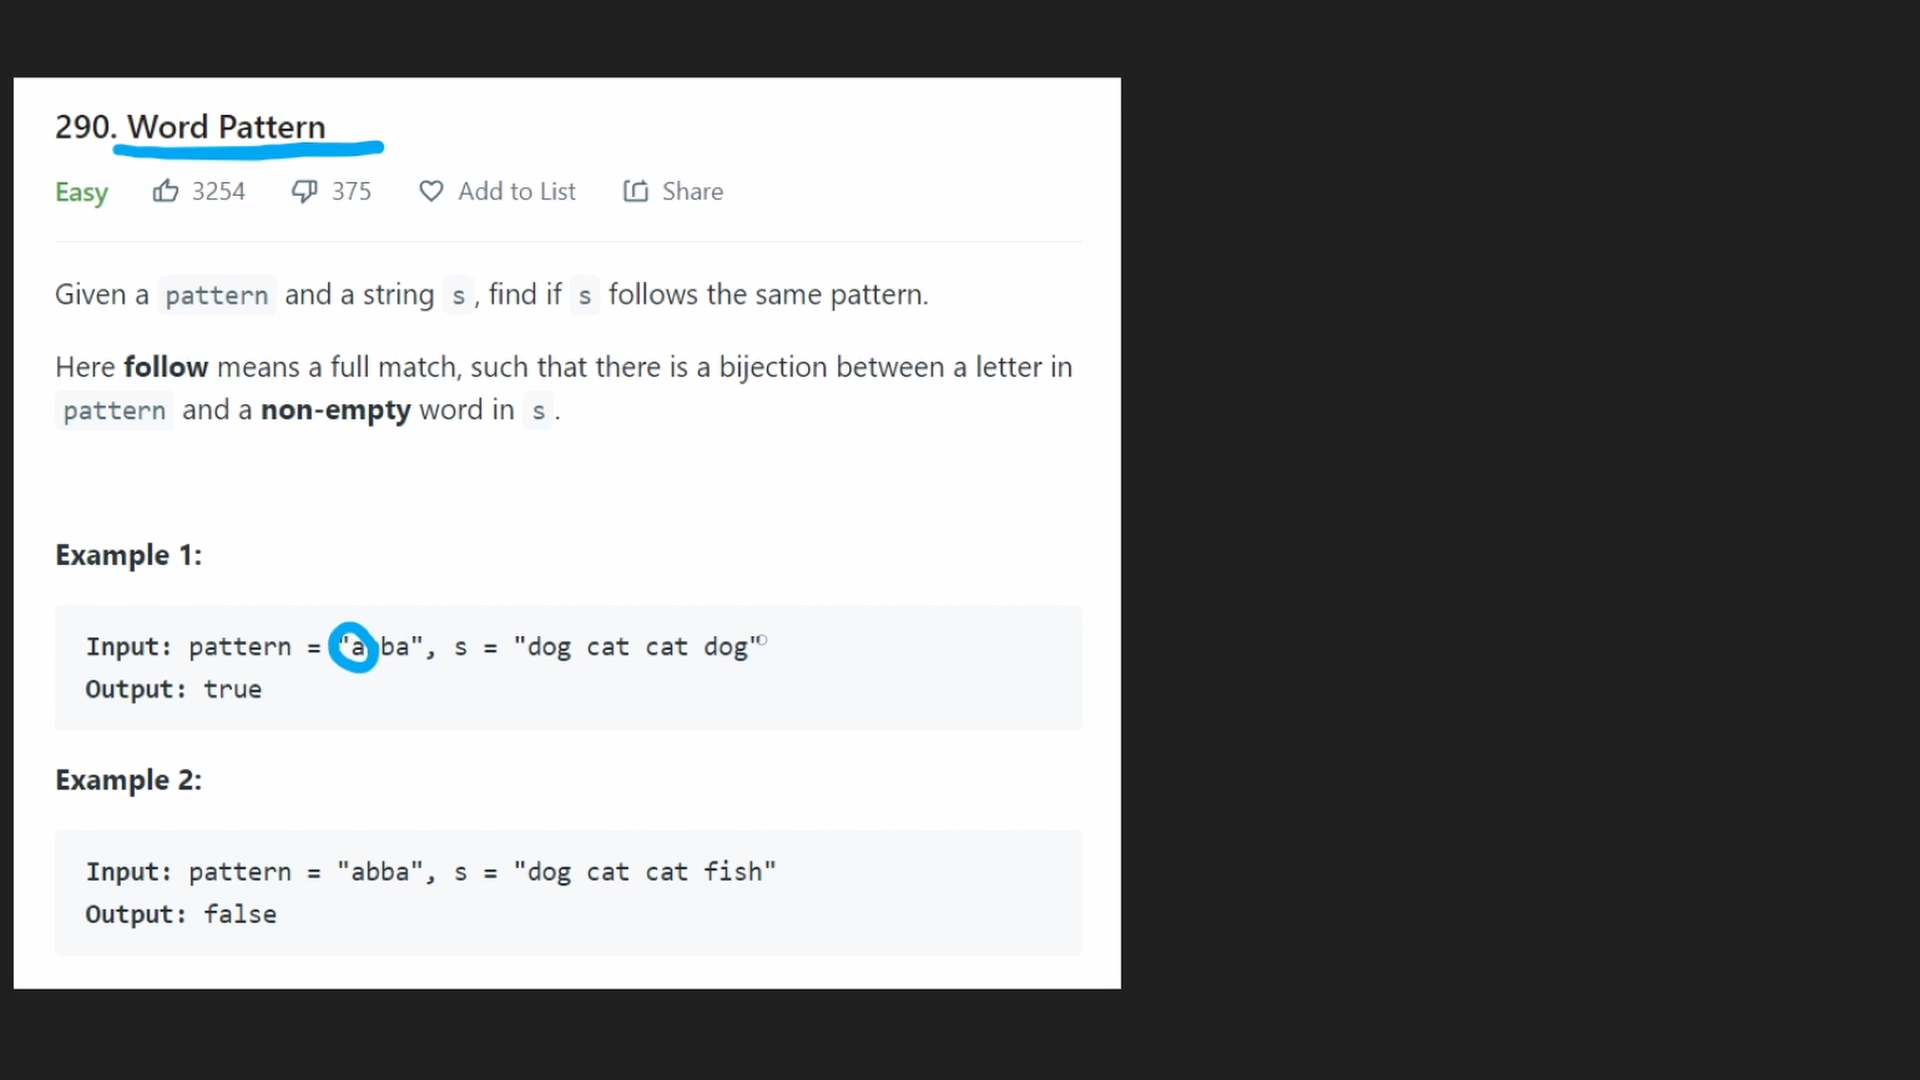 290. Word Pattern
Easy 3254 375 Add to List Share
Given a pattern and a string s, find if s follows the same pattern.
Here follow means a full match, such that there is a bijection between a letter in
pattern and a non-empty word in s.
Example 1:
Input: pattern = "abba", s = "dog cat cat dog"
Output: true
Example 2:
Input: pattern = "abba", s = "dog cat cat fish"
Output: false